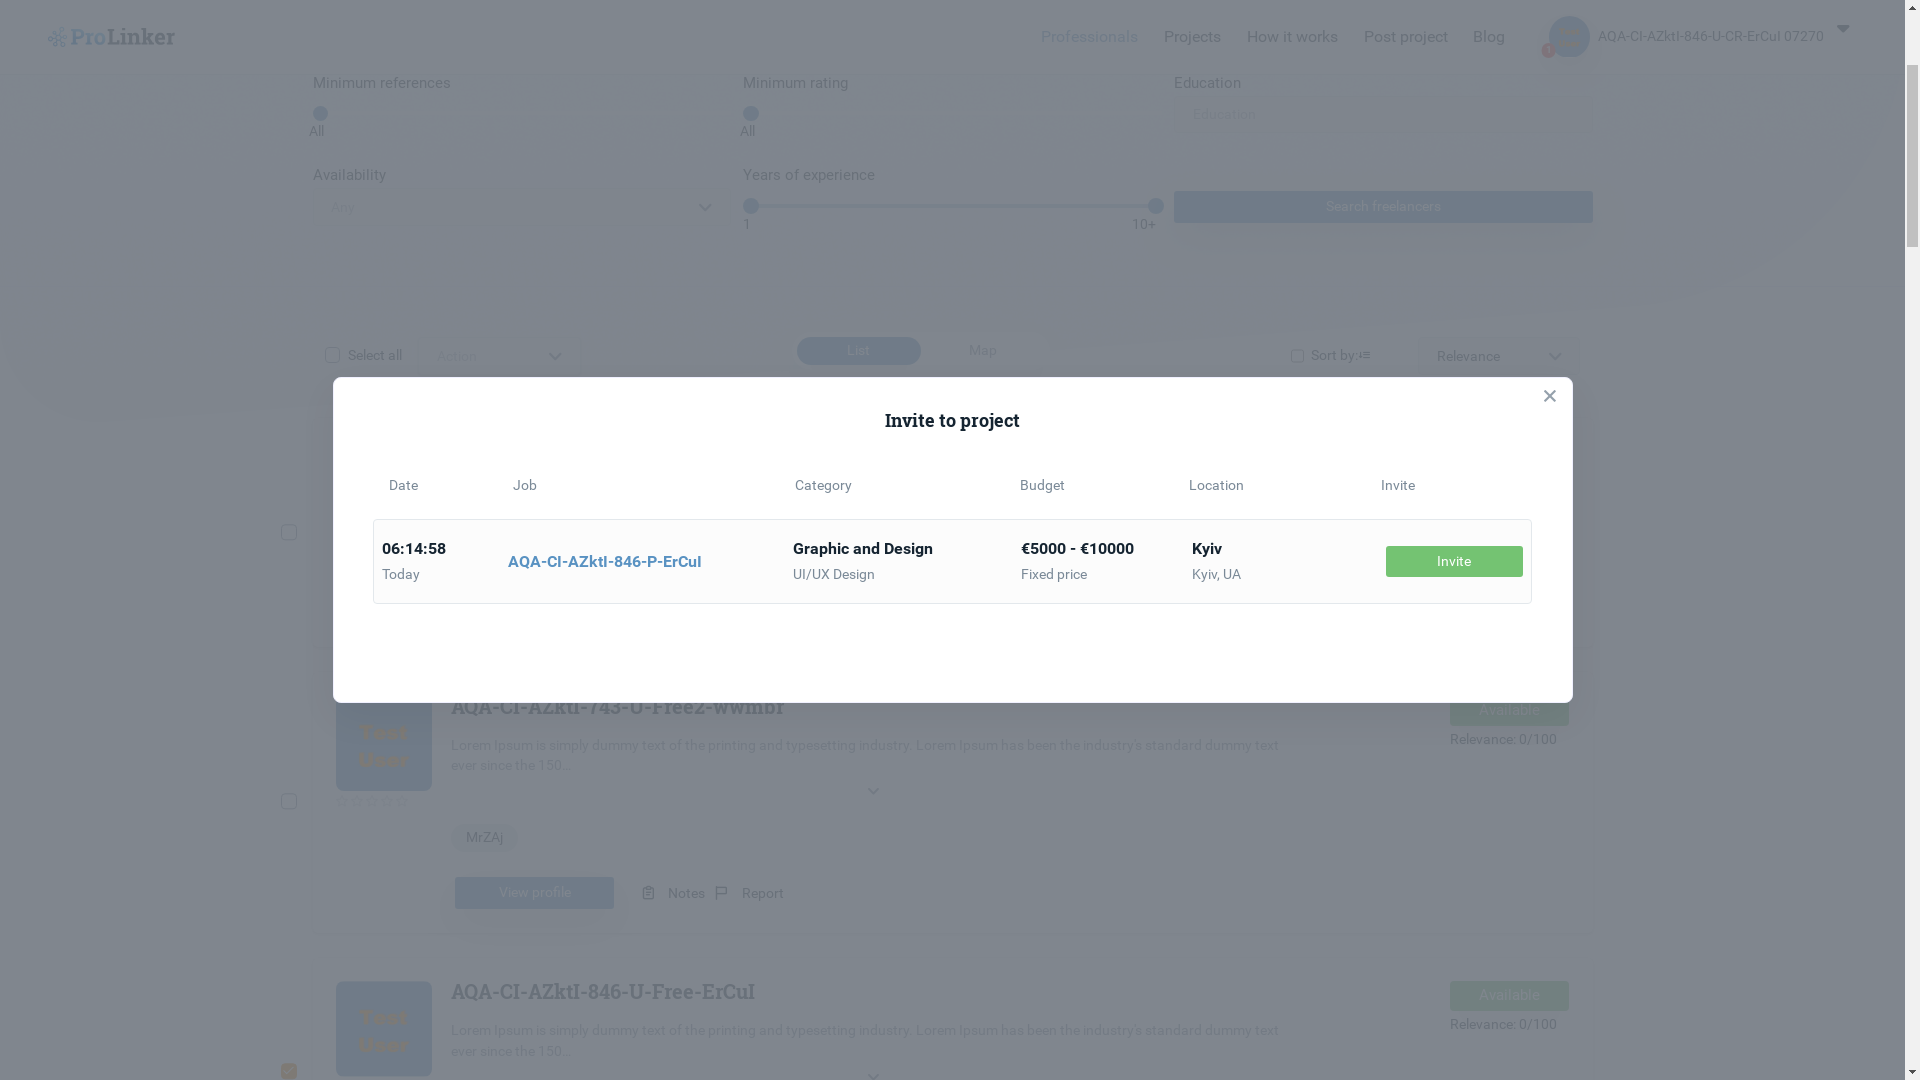 ProLinker
Professionals
Projects
How it works
Post project
Blog
AQA-CI-AZktI-846-U-CR-ErCuI 07270
Minimum references
Minimum rating
Education
Education
All
All
Availability
Years of experience
Any
Search freelancers
1
10+
Select all
Action
List
Map
Sort by:
Relevance
Invite to project
Date
Job
Category
Budget
Location
Invite
06:14:58
Today
AQA-CI-AZktI-846-P-ErCuI
Graphic and Design
UI/UX Design
€5000 - €10000
Fixed price
Kyiv
Kyiv, UA
Invite
AQA-CI-AZktI-743-U-Free2-wwmbr
Available
Test
User
Lorem Ipsum is simply dummy text of the printing and typesetting industry. Lorem Ipsum has been the industry's standard dummy text
ever since the 150...
Relevance: 0/100
MrZAj
View profile
Notes
Report
AQA-CI-AZktI-846-U-Free-ErCuI
Available
Test
User
Lorem Ipsum is simply dummy text of the printing and typesetting industry. Lorem Ipsum has been the industry's standard dummy text
ever since the 150...
Relevance: 0/100